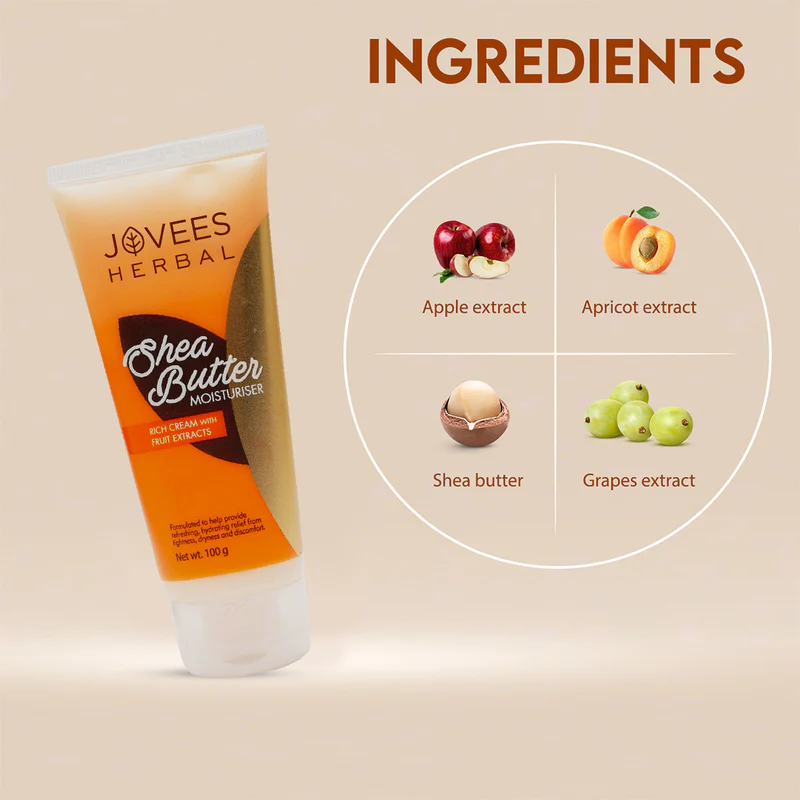 INGREDIENTS
JOVEES
HERBAL
Shea
Butter
MOISTURISER
RICH CREAM WITH
FRUIT EXTRACTS
Formulated to help provide
refreshing, hydrating relief from
tightness, dryness and discomfort.
Net wt. 100 g
Apple extract
Apricot extract
Shea butter
Grapes extract